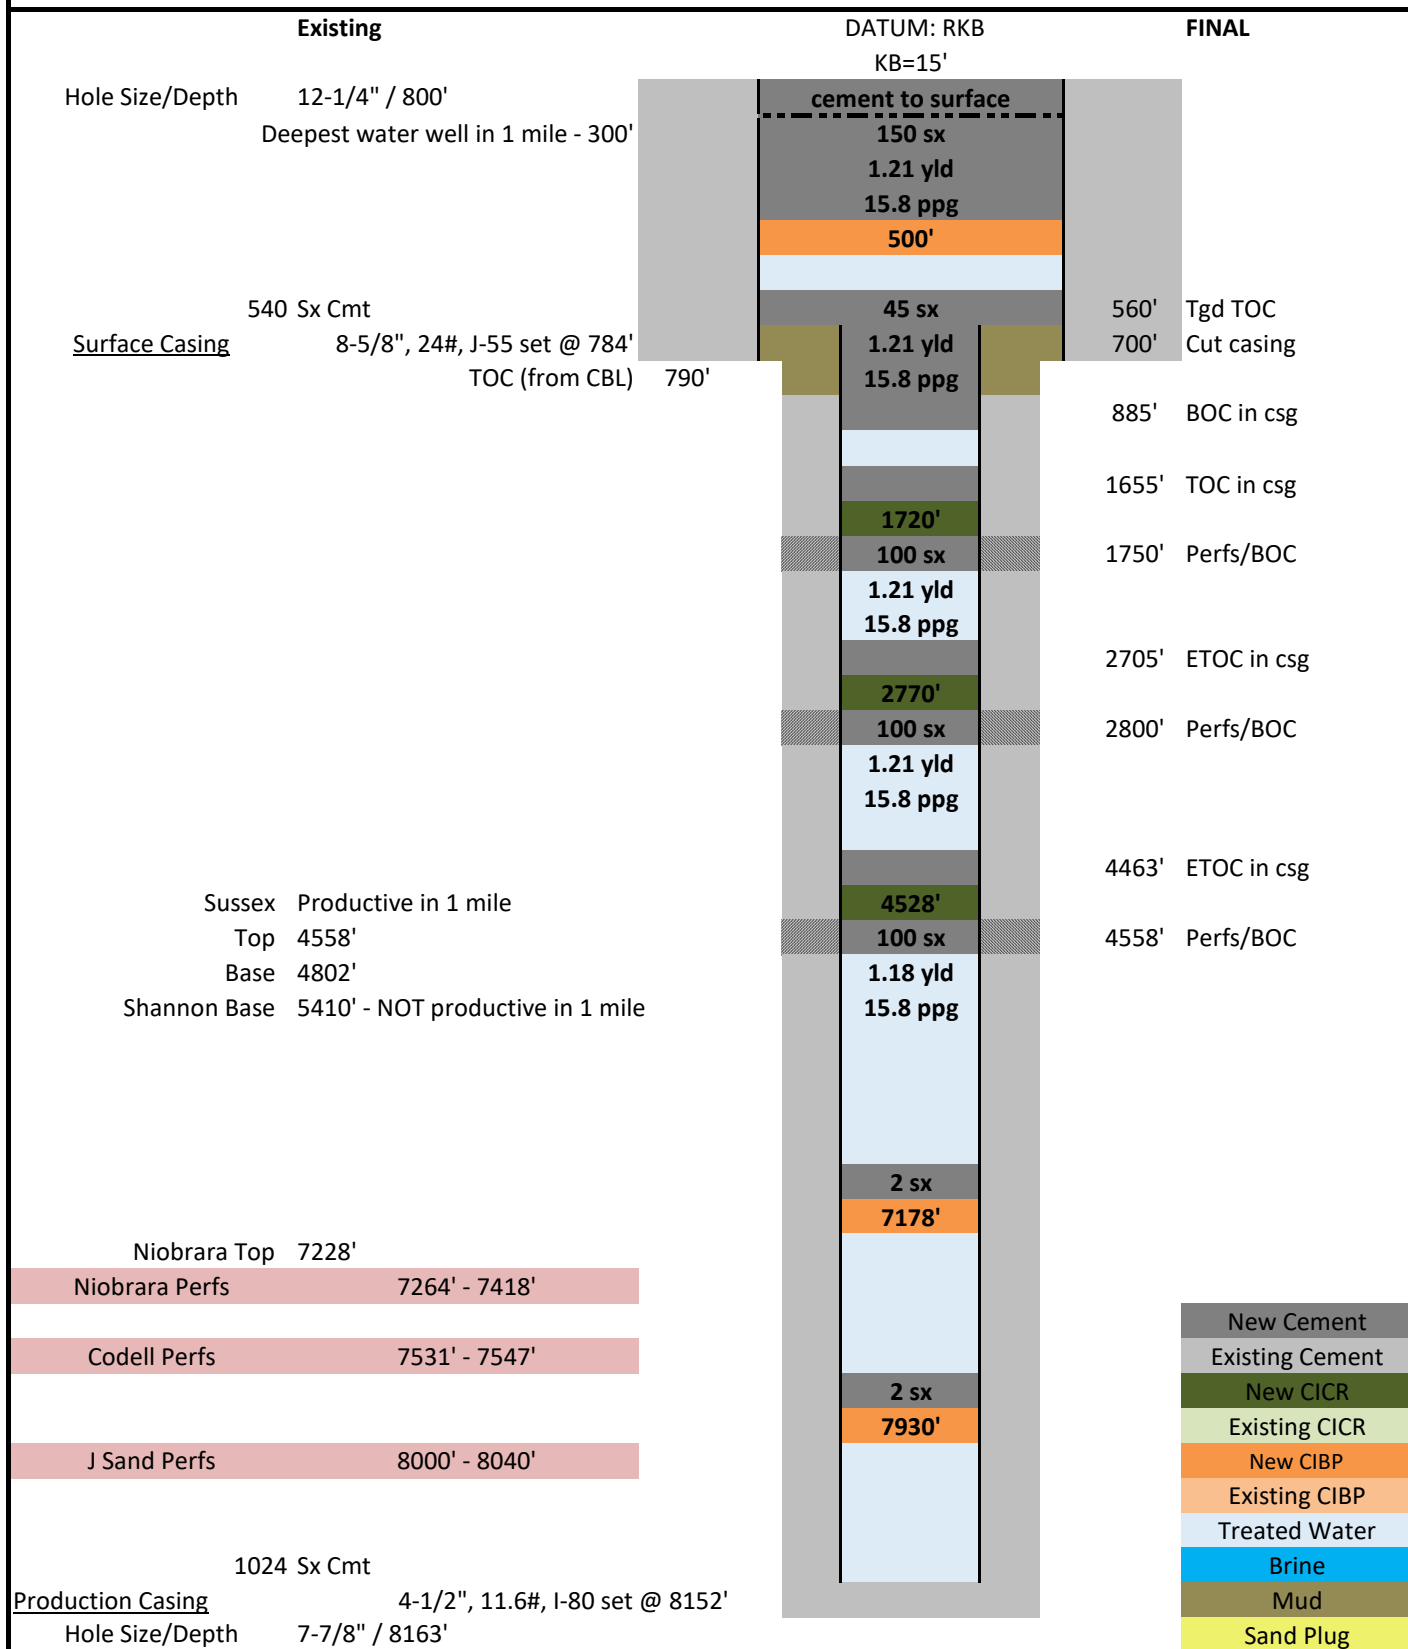 Existing DATUM: RKB FINAL
KB=15'
Hole Size/Depth 12-1/4" / 800' cement to surface
Deepest water well in 1 mile - 300' 150 sx
1.21 yld
15.8 ppg
500'
540 Sx Cmt 45 sx 560' Tgd TOC
Surface Casing 8-5/8", 24#, J-55 set @ 784' 1.21 yld 700' Cut casing
TOC (from CBL) 790' 15.8 ppg
885' BOC in csg
1655' TOC in csg
1720'
100 sx 1750' Perfs/BOC
1.21 yld
15.8 ppg
2705' ETOC in csg
2770'
100 sx 2800' Perfs/BOC
1.21 yld
15.8 ppg
4463' ETOC in csg
Sussex Productive in 1 mile 4528'
Top 4558' 100 sx 4558' Perfs/BOC
Base 4802' 1.18 yld
Shannon Base 5410' - NOT productive in 1 mile 15.8 ppg
2 sx
7178'
Niobrara Top 7228'
Niobrara Perfs 7264' - 7418'
New Cement
Codell Perfs 7531' - 7547' Existing Cement
2 sx New CICR
7930' Existing CICR
J Sand Perfs 8000' - 8040' New CIBP
Existing CIBP
Treated Water
1024 Sx Cmt Brine
Production Casing 4-1/2", 11.6#, I-80 set @ 8152' Mud
Hole Size/Depth 7-7/8" / 8163' Sand Plug